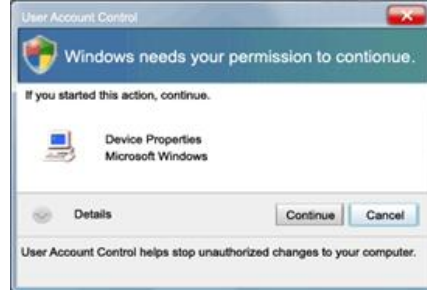 User Account Control
Windows needs your permission to contionue.
If you started this action, continue.
Device Properties
Microsoft Windows
Details
Continue
Cancel
User Account Control helps stop unauthorized changes to your computer.